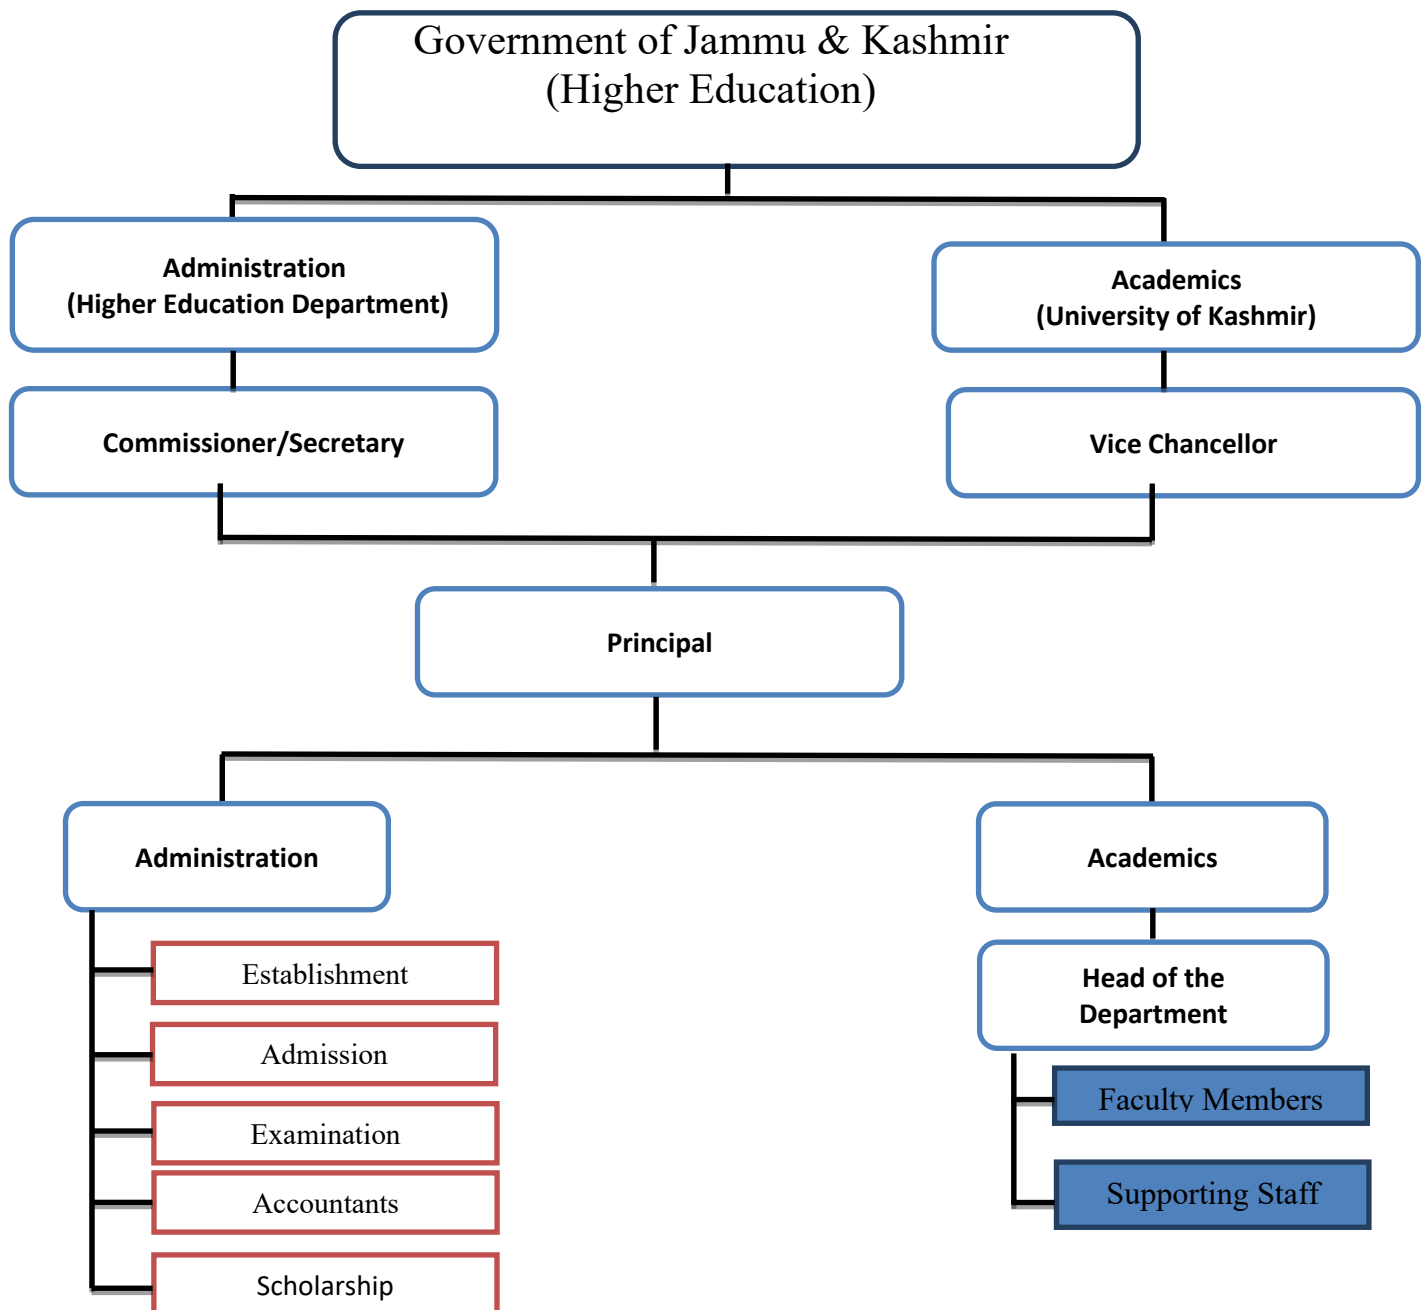 Government of Jammu & Kashmir
(Higher Education)
Administration
(Higher Education Department)
Academics
(University of Kashmir)
Commissioner/Secretary
Vice Chancellor
Principal
Administration
Academics
Establishment
Admission
Examination
Accountants
Scholarship
Head of the
Department
Faculty Members
Supporting Staff